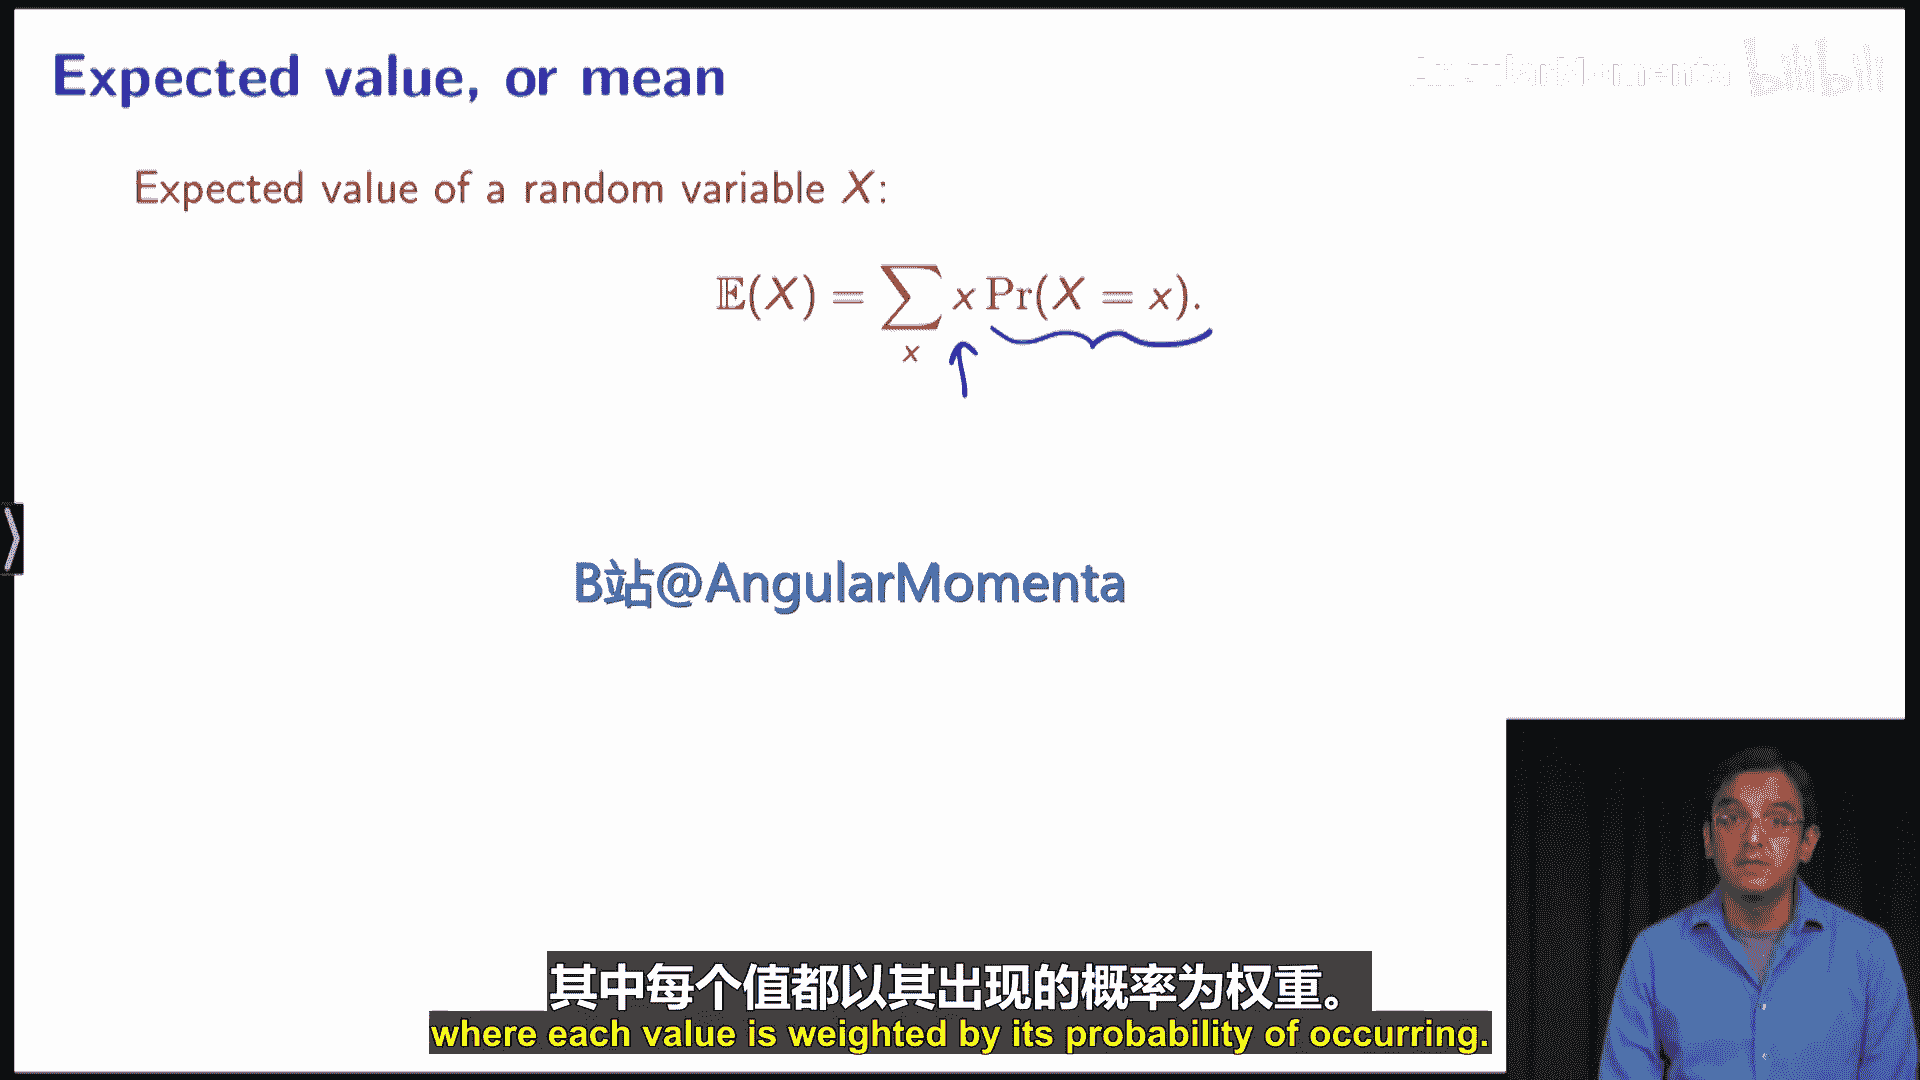 Expected value, or mean
AngularMomenta bilibili
Expected value of a random variable X:
𝔼(X) = ∑ x Pr(X = x).
x
B站@AngularMomenta
其中每个值都以其出现的概率为权重。
where each value is weighted by its probability of occurring.